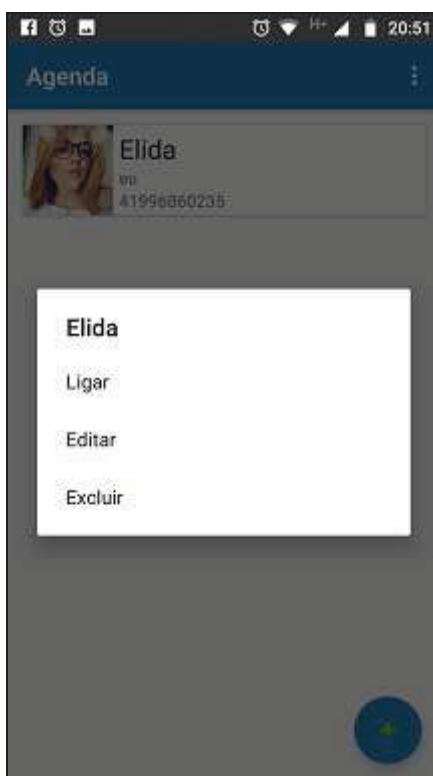 H+ 20:51
Agenda
Elida
eu
41996860235
Elida
Ligar
Editar
Excluir